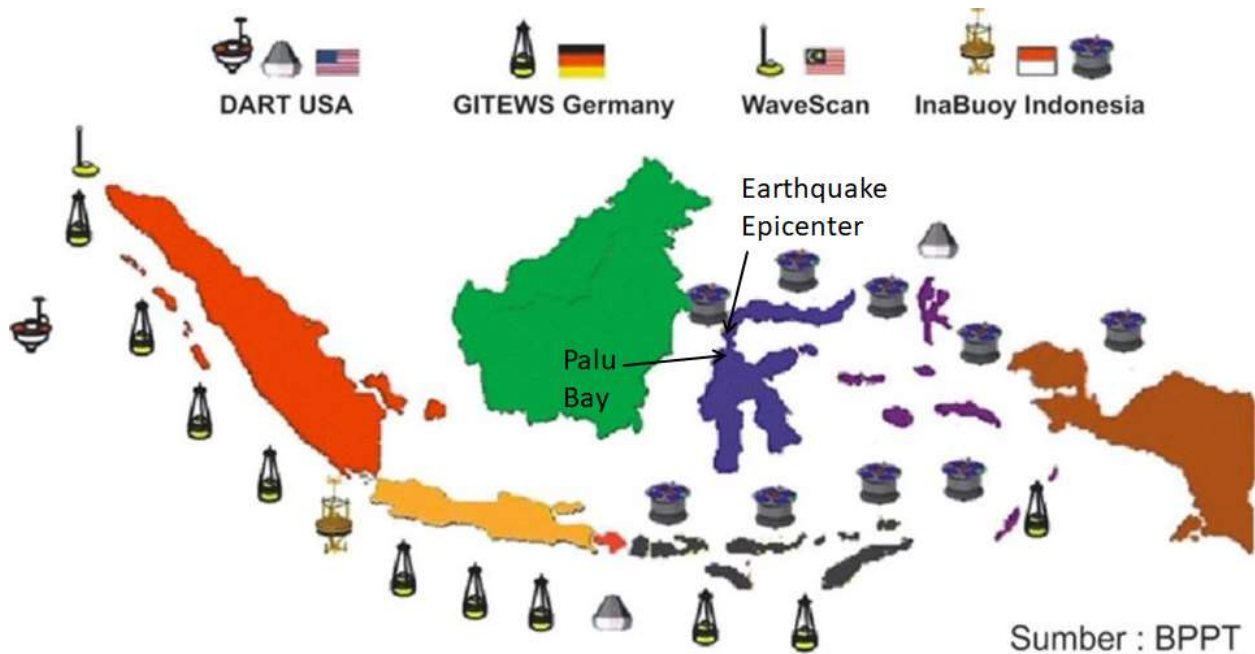 DART USA
GITEWS Germany
WaveScan
InaBuoy Indonesia
Earthquake
Epicenter
Palu
Bay
Sumber : BPPT